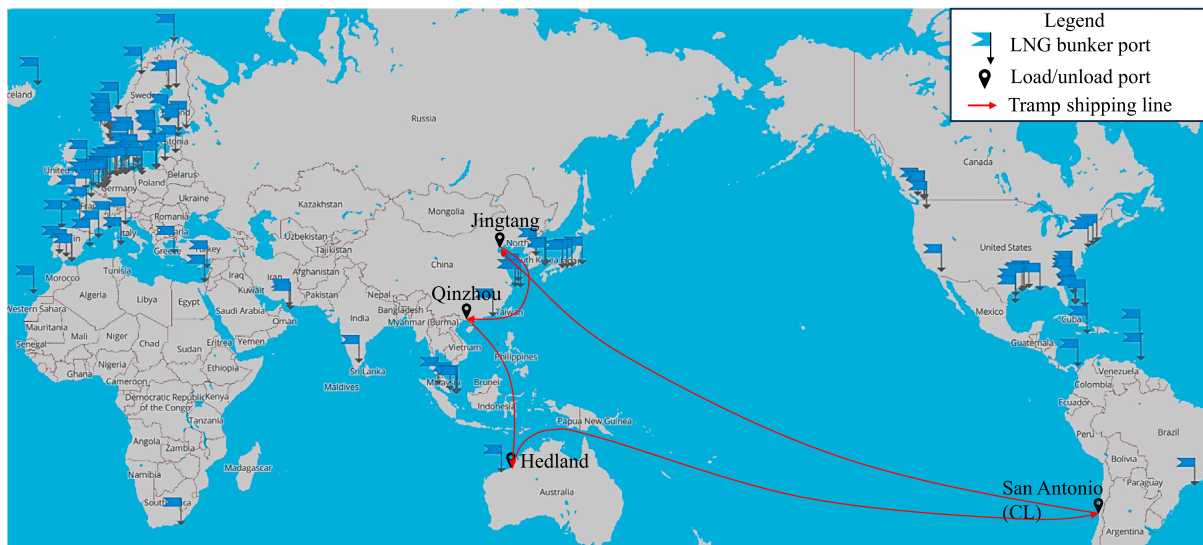 Legend
LNG bunker port
Load/unload port
Tramp shipping line
Iceland
Russia
Canada
Estonia
Belarus
Germany
Poland
Ukraine
Kazakhstan
Mongolia
Jingtang
Romania
Italy
Greece
Uzbekistan
Tajikistan
North
United States
Tunisia
Morocco
Iraq
Iran
Afghanistan
China
Algeria
Libya
Egypt
Kuwait
Pakistan
Nepal
Qinzhou
Western Sahara
Saudi Arabia
Oman
India
Bangladesh
Myanmar (Burma)
Taiwan
Mexico
Cuba
Mauritania
Mali
Niger
Chad
Sudan
Eritrea
Yemen
Vietnam
Philippines
Guatemala
Senegal
Nigeria
Ethiopia
Sri Lanka
Ghana
Cameroon
Maldives
Malaysia
Brunei
Venezuela
Colombia
Democratic Republic
of the Congo
Kenya
Indonesia
Papua New Guinea
Ecuador
Tanzania
Peru
Brazil
Angola
Zambia
Madagascar
Hedland
Bolivia
Namibia
Australia
Paraguay
San Antonio
(CL)
Argentina